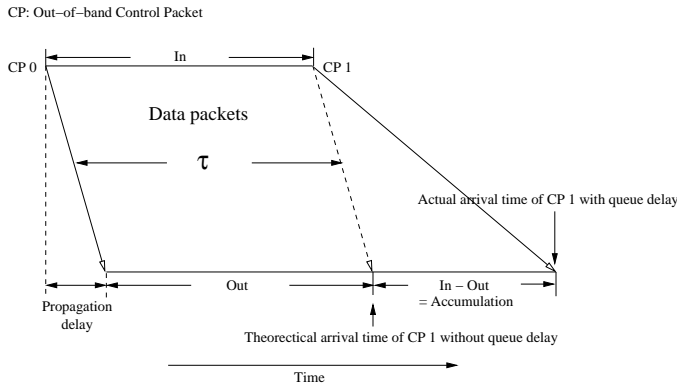 CP: Out-of-band Control Packet
In
CP 0
CP 1
Data packets
τ
Actual arrival time of CP 1 with queue delay
Out
In - Out
= Accumulation
Propagation
delay
Theorectical arrival time of CP 1 without queue delay
Time